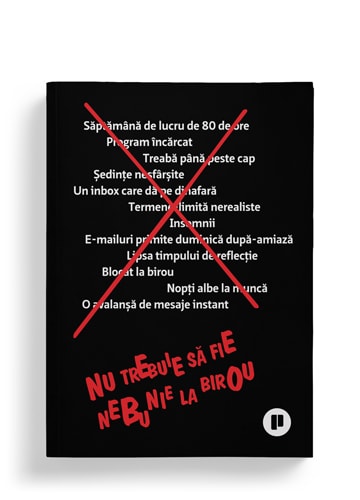 Săptămână de lucru de 80 de ore
Program încărcat
Treabă până peste cap
Ședințe nesfârșite
Un inbox care dă pe dinafară
Termene-limită nerealiste
Insomnii
E-mailuri primite duminică după-amiază
Lipsa timpului de reflecție
Blocat la birou
Nopți albe la muncă
O avalanșă de mesaje instant
NU TREBUIE SĂ FIE
NEBUNIE LA BIROU
P